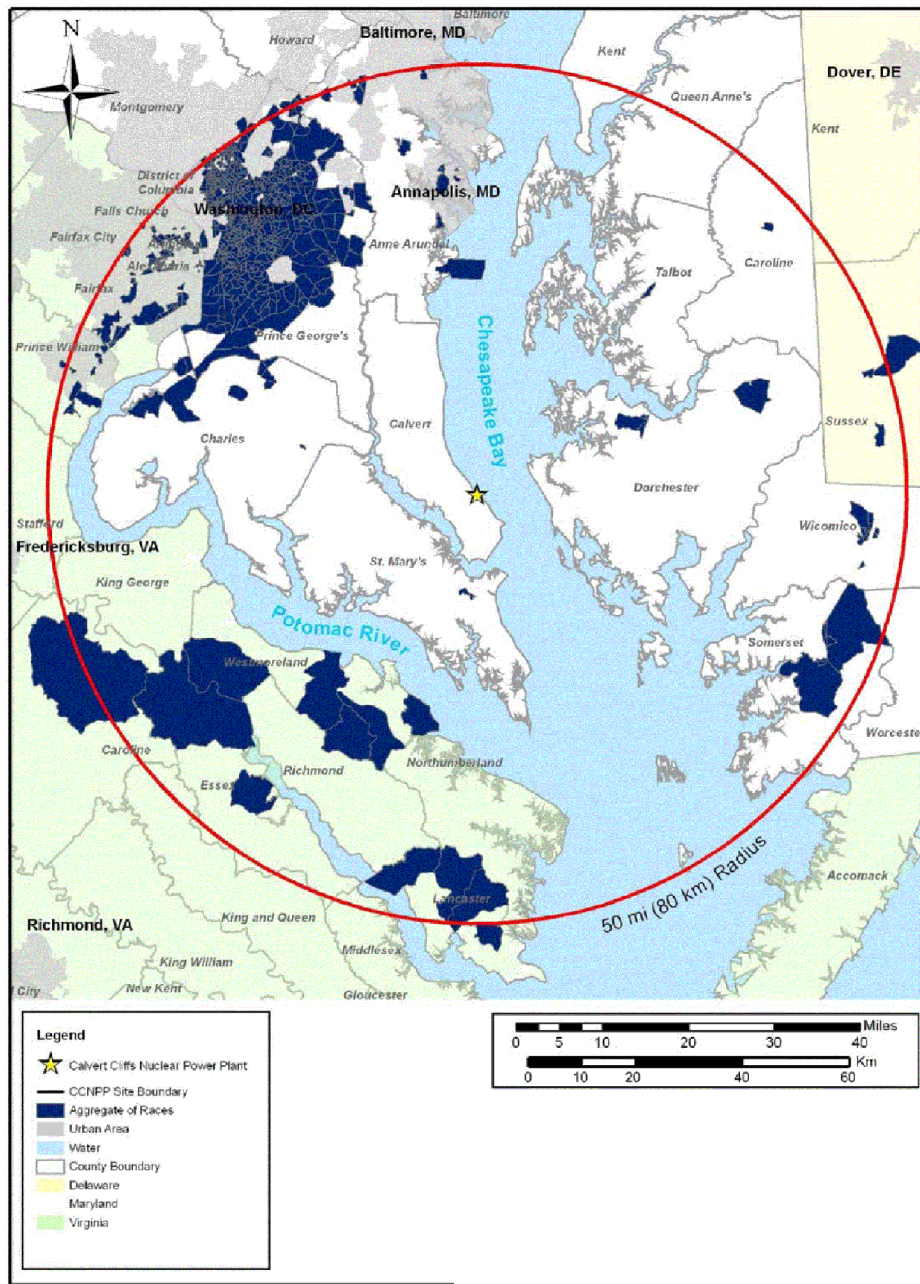 Baltimore
Baltimore, MD
Howard
N
Kent
Dover, DE
Montgomery
Queen Anne's
Kent
District of
Columbia
Annapolis, MD
Falls Church
Washington, DC
Fairfax City
Anne Arundel
Caroline
Alexandria
Talbot
Fairfax
Prince George's
Prince William
Chesapeake Bay
Calvert
Sussex
Charles
Dorchester
Stafford
Wicomico
Fredericksburg, VA
St. Mary's
King George
Potomac River
Somerset
Westmoreland
Worcester
Caroline
Northumberland
Richmond
Essex
50 mi (80 km) Radius
Accomack
Lancaster
King and Queen
Richmond, VA
Middlesex
King William
New Kent
Gloucester
d City
Legend
Calvert Cliffs Nuclear Power Plant
CCNPP Site Boundary
Aggregate of Races
Urban Area
Water
County Boundary
Delaware
Maryland
Virginia
Miles
0 5 10 20 30 40
Km
0 10 20 40 60